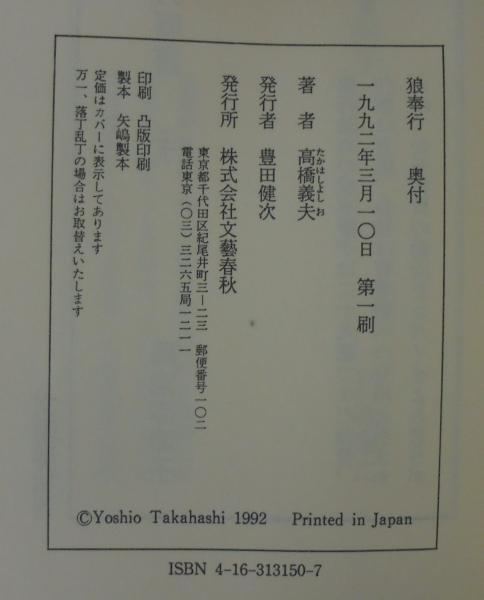 狼奉行　奥付
一九九二年三月一〇日　第一刷
著　者　高橋義夫
たかはしよしお
発行者　豊田健次
発行所　株式会社文藝春秋
東京都千代田区紀尾井町三−二三　郵便番号一〇二
電話東京（〇三）三二六五局一二一一
印刷　凸版印刷
製本　矢嶋製本
定価はカバーに表示してあります
万一、落丁乱丁の場合はお取替えいたします
©Yoshio Takahashi 1992　Printed in Japan
ISBN 4-16-313150-7